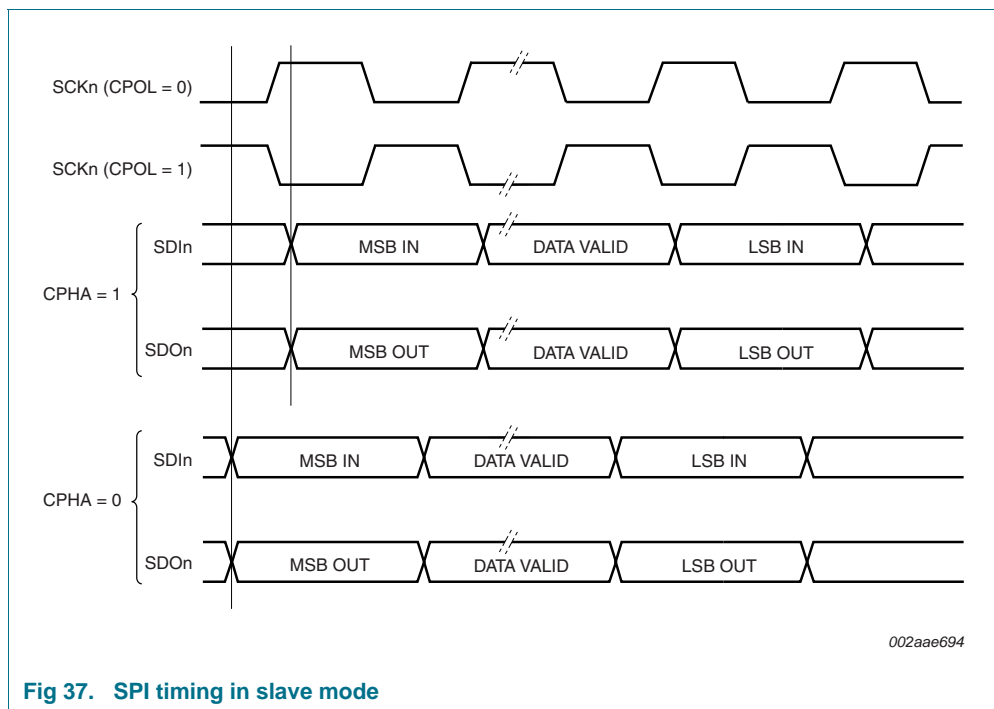 SCKn (CPOL = 0)
SCKn (CPOL = 1)
CPHA = 1
SDIn
MSB IN
DATA VALID
LSB IN
SDOn
MSB OUT
DATA VALID
LSB OUT
CPHA = 0
SDIn
MSB IN
DATA VALID
LSB IN
SDOn
MSB OUT
DATA VALID
LSB OUT
002aae694
Fig 37. SPI timing in slave mode